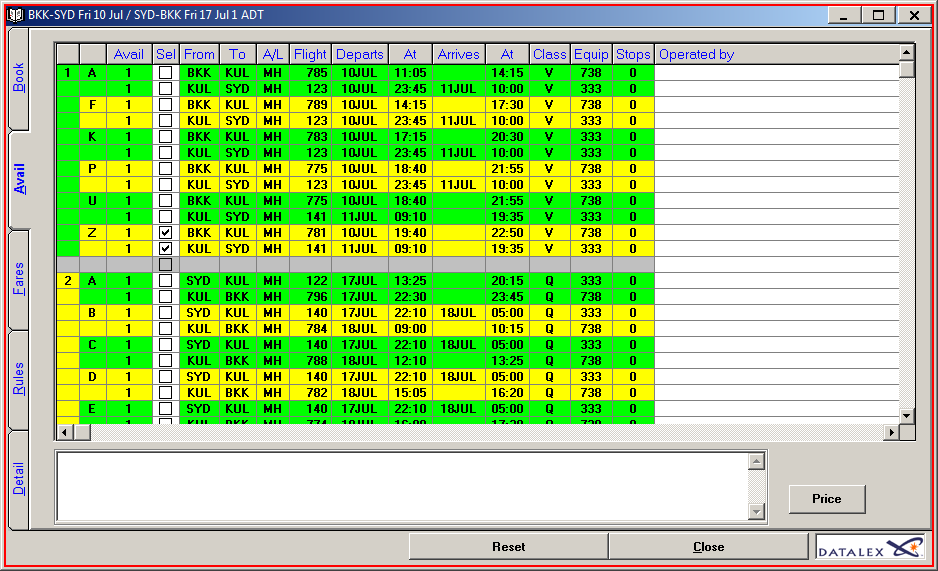 BKK-SYD Fri 10 Jul / SYD-BKK Fri 17 Jul 1 ADT
Book
Avail
Fares
Rules
Detail
Avail Sel From To A/L Flight Departs At Arrives At Class Equip Stops Operated by
1 A 1 BKK KUL MH 785 10JUL 11:05 14:15 V 738 0
1 KUL SYD MH 123 10JUL 23:45 11JUL 10:00 V 333 0
F 1 BKK KUL MH 789 10JUL 14:15 17:30 V 738 0
1 KUL SYD MH 123 10JUL 23:45 11JUL 10:00 V 333 0
K 1 BKK KUL MH 783 10JUL 17:15 20:30 V 738 0
1 KUL SYD MH 123 10JUL 23:45 11JUL 10:00 V 333 0
P 1 BKK KUL MH 775 10JUL 18:40 21:55 V 738 0
1 KUL SYD MH 123 10JUL 23:45 11JUL 10:00 V 333 0
U 1 BKK KUL MH 775 10JUL 18:40 21:55 V 738 0
1 KUL SYD MH 141 11JUL 09:10 19:35 V 333 0
Z 1 BKK KUL MH 781 10JUL 19:40 22:50 V 738 0
1 KUL SYD MH 141 11JUL 09:10 19:35 V 333 0
2 A 1 SYD KUL MH 122 17JUL 13:25 20:15 Q 333 0
1 KUL BKK MH 796 17JUL 22:30 23:45 Q 738 0
B 1 SYD KUL MH 140 17JUL 22:10 18JUL 05:00 Q 333 0
1 KUL BKK MH 784 18JUL 09:00 10:15 Q 738 0
C 1 SYD KUL MH 140 17JUL 22:10 18JUL 05:00 Q 333 0
1 KUL BKK MH 788 18JUL 12:10 13:25 Q 738 0
D 1 SYD KUL MH 140 17JUL 22:10 18JUL 05:00 Q 333 0
1 KUL BKK MH 782 18JUL 15:05 16:20 Q 738 0
E 1 SYD KUL MH 140 17JUL 22:10 18JUL 05:00 Q 333 0
Price
Reset
Close
DATALEX